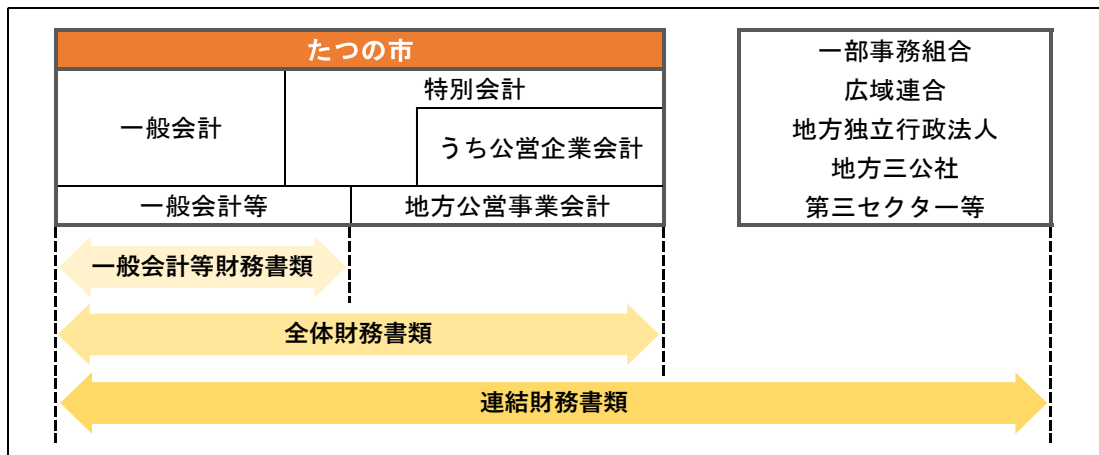 たつの市
一般会計
特別会計
うち公営企業会計
一般会計等
地方公営事業会計
一部事務組合
広域連合
地方独立行政法人
地方三公社
第三セクター等
一般会計等財務書類
全体財務書類
連結財務書類